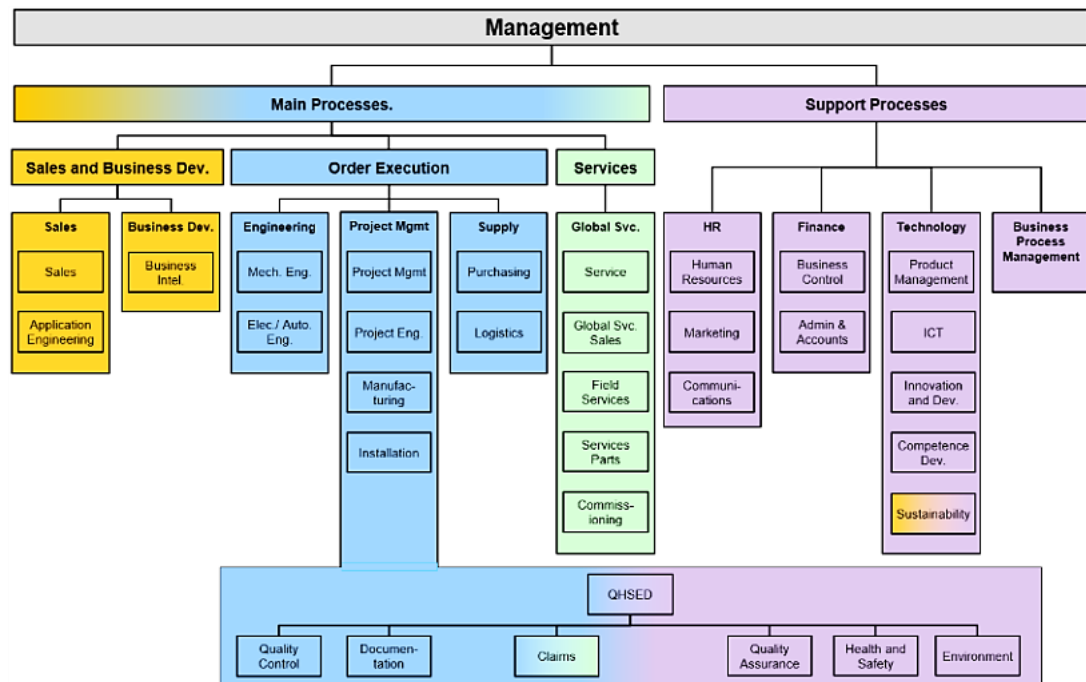 Management
Main Processes.
Support Processes
Sales and Business Dev.
Order Execution
Services
Sales
Sales
Application
Engineering
Business Dev.
Business
Intel.
Engineering
Mech. Eng.
Elec./ Auto.
Eng.
Project Mgmt
Project Mgmt
Project Eng.
Manufac-
turing
Installation
Supply
Purchasing
Logistics
Global Svc.
Service
Global Svc.
Sales
Field
Services
Services
Parts
Commiss-
ioning
HR
Human
Resources
Marketing
Communi-
cations
Finance
Business
Control
Admin &
Accounts
Technology
Product
Management
ICT
Innovation
and Dev.
Competence
Dev.
Sustainability
Business
Process
Management
QHSED
Quality
Control
Documen-
tation
Claims
Quality
Assurance
Health and
Safety
Environment